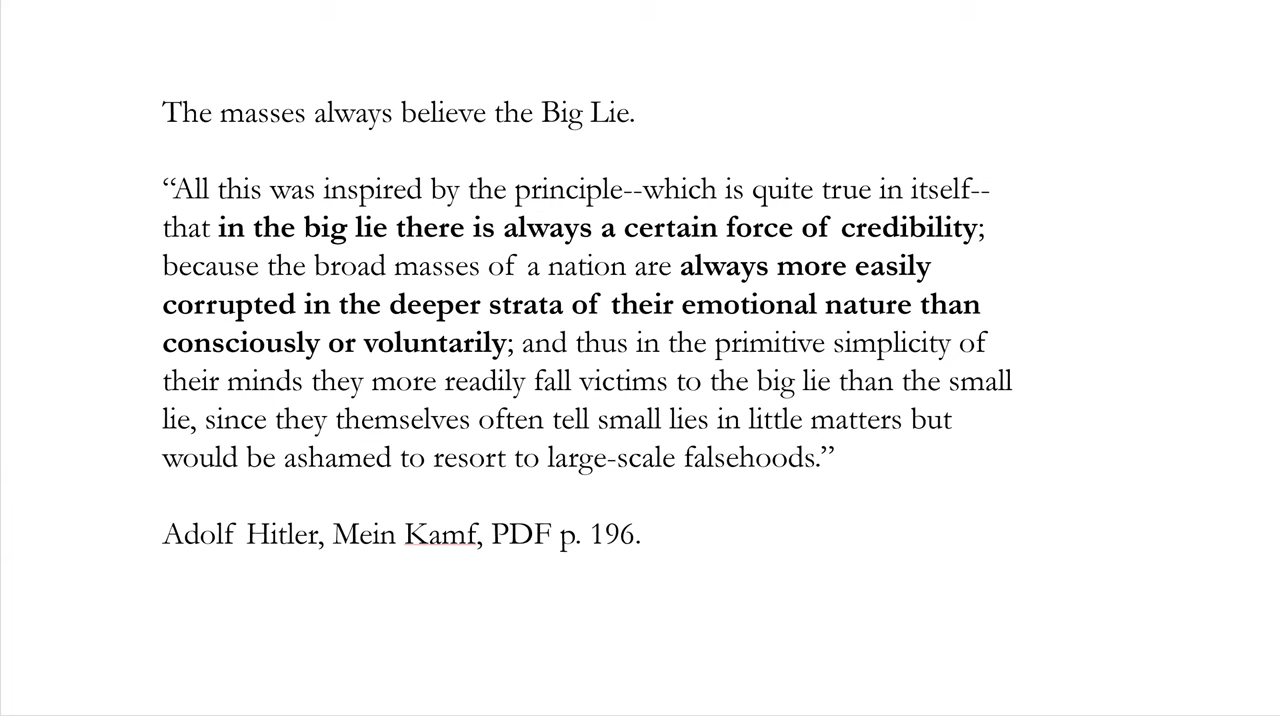 The masses always believe the Big Lie.
“All this was inspired by the principle--which is quite true in itself--
that in the big lie there is always a certain force of credibility;
because the broad masses of a nation are always more easily
corrupted in the deeper strata of their emotional nature than
consciously or voluntarily; and thus in the primitive simplicity of
their minds they more readily fall victims to the big lie than the small
lie, since they themselves often tell small lies in little matters but
would be ashamed to resort to large-scale falsehoods.”
Adolf Hitler, Mein Kamf, PDF p. 196.